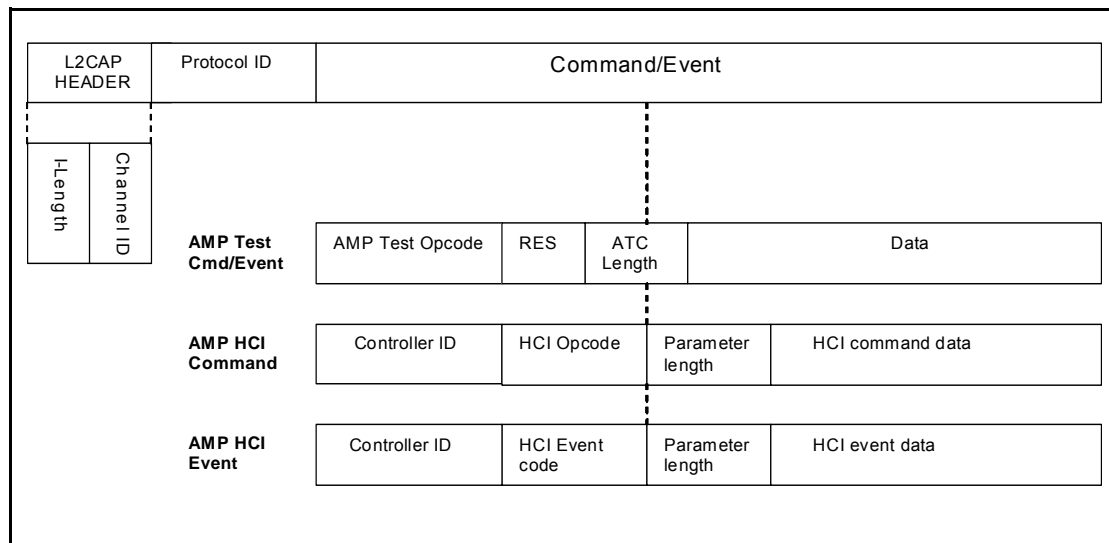 L2CAP
HEADER
Protocol ID
Command/Event
I-Length
Channel ID
AMP Test
Cmd/Event
AMP Test Opcode
RES
ATC
Length
Data
AMP HCI
Command
Controller ID
HCI Opcode
Parameter
length
HCI command data
AMP HCI
Event
Controller ID
HCI Event
code
Parameter
length
HCI event data